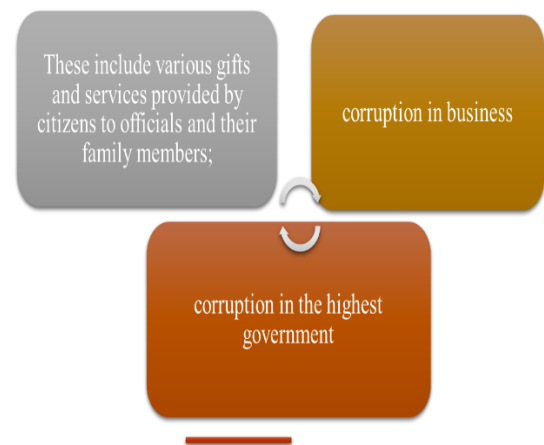 These include various gifts
and services provided by
citizens to officials and their
family members;
corruption in business
corruption in the highest
government